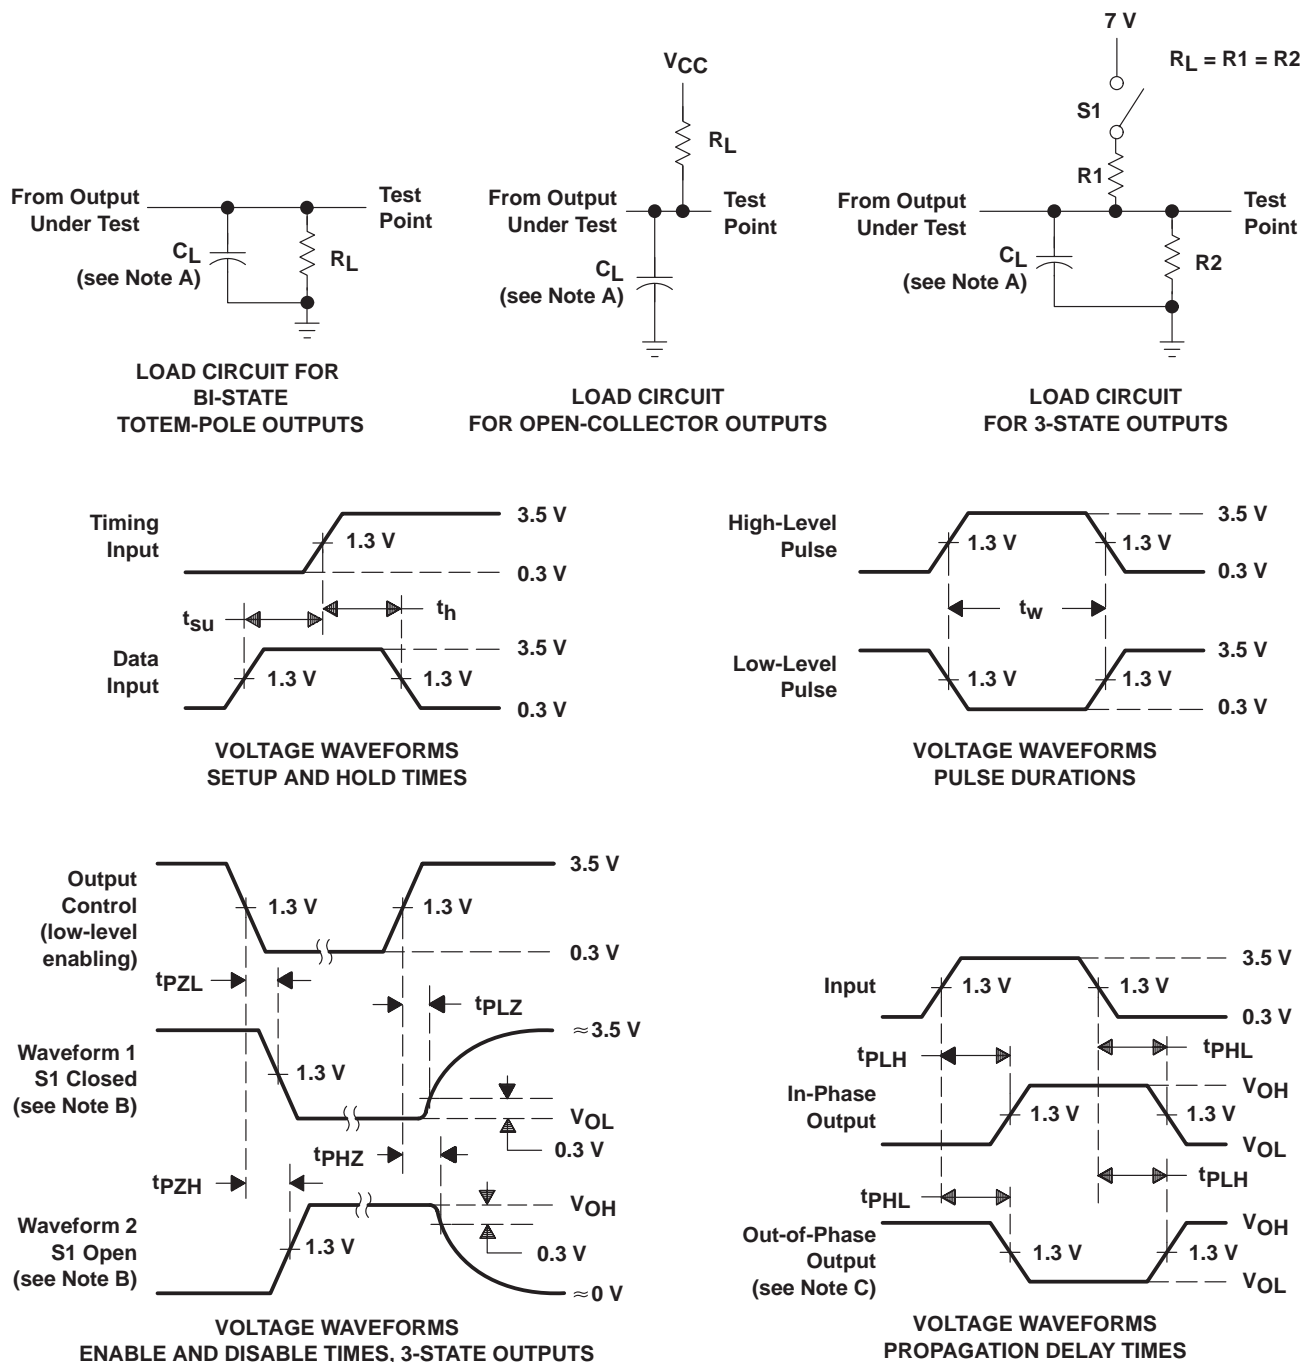 7 V
RL = R1 = R2
S1
R1
From Output
Under Test
Test
Point
CL
(see Note A)
R2
LOAD CIRCUIT
FOR 3-STATE OUTPUTS
VCC
RL
From Output
Under Test
Test
Point
CL
(see Note A)
LOAD CIRCUIT
FOR OPEN-COLLECTOR OUTPUTS
From Output
Under Test
Test
Point
CL
(see Note A)
RL
LOAD CIRCUIT FOR
BI-STATE
TOTEM-POLE OUTPUTS
Timing
Input
1.3 V
3.5 V
0.3 V
tsu
th
Data
Input
1.3 V
1.3 V
3.5 V
0.3 V
VOLTAGE WAVEFORMS
SETUP AND HOLD TIMES
High-Level
Pulse
1.3 V
1.3 V
3.5 V
0.3 V
tw
Low-Level
Pulse
1.3 V
1.3 V
3.5 V
0.3 V
VOLTAGE WAVEFORMS
PULSE DURATIONS
Output
Control
(low-level
enabling)
1.3 V
1.3 V
3.5 V
0.3 V
tPZL
tPLZ
Waveform 1
S1 Closed
(see Note B)
1.3 V
≈3.5 V
VOL
0.3 V
tPHZ
tPZH
Waveform 2
S1 Open
(see Note B)
1.3 V
VOH
0.3 V
≈0 V
VOLTAGE WAVEFORMS
ENABLE AND DISABLE TIMES, 3-STATE OUTPUTS
Input
1.3 V
1.3 V
3.5 V
0.3 V
tPLH
tPHL
In-Phase
Output
1.3 V
1.3 V
VOH
VOL
tPHL
tPLH
Out-of-Phase
Output
(see Note C)
1.3 V
1.3 V
VOH
VOL
VOLTAGE WAVEFORMS
PROPAGATION DELAY TIMES